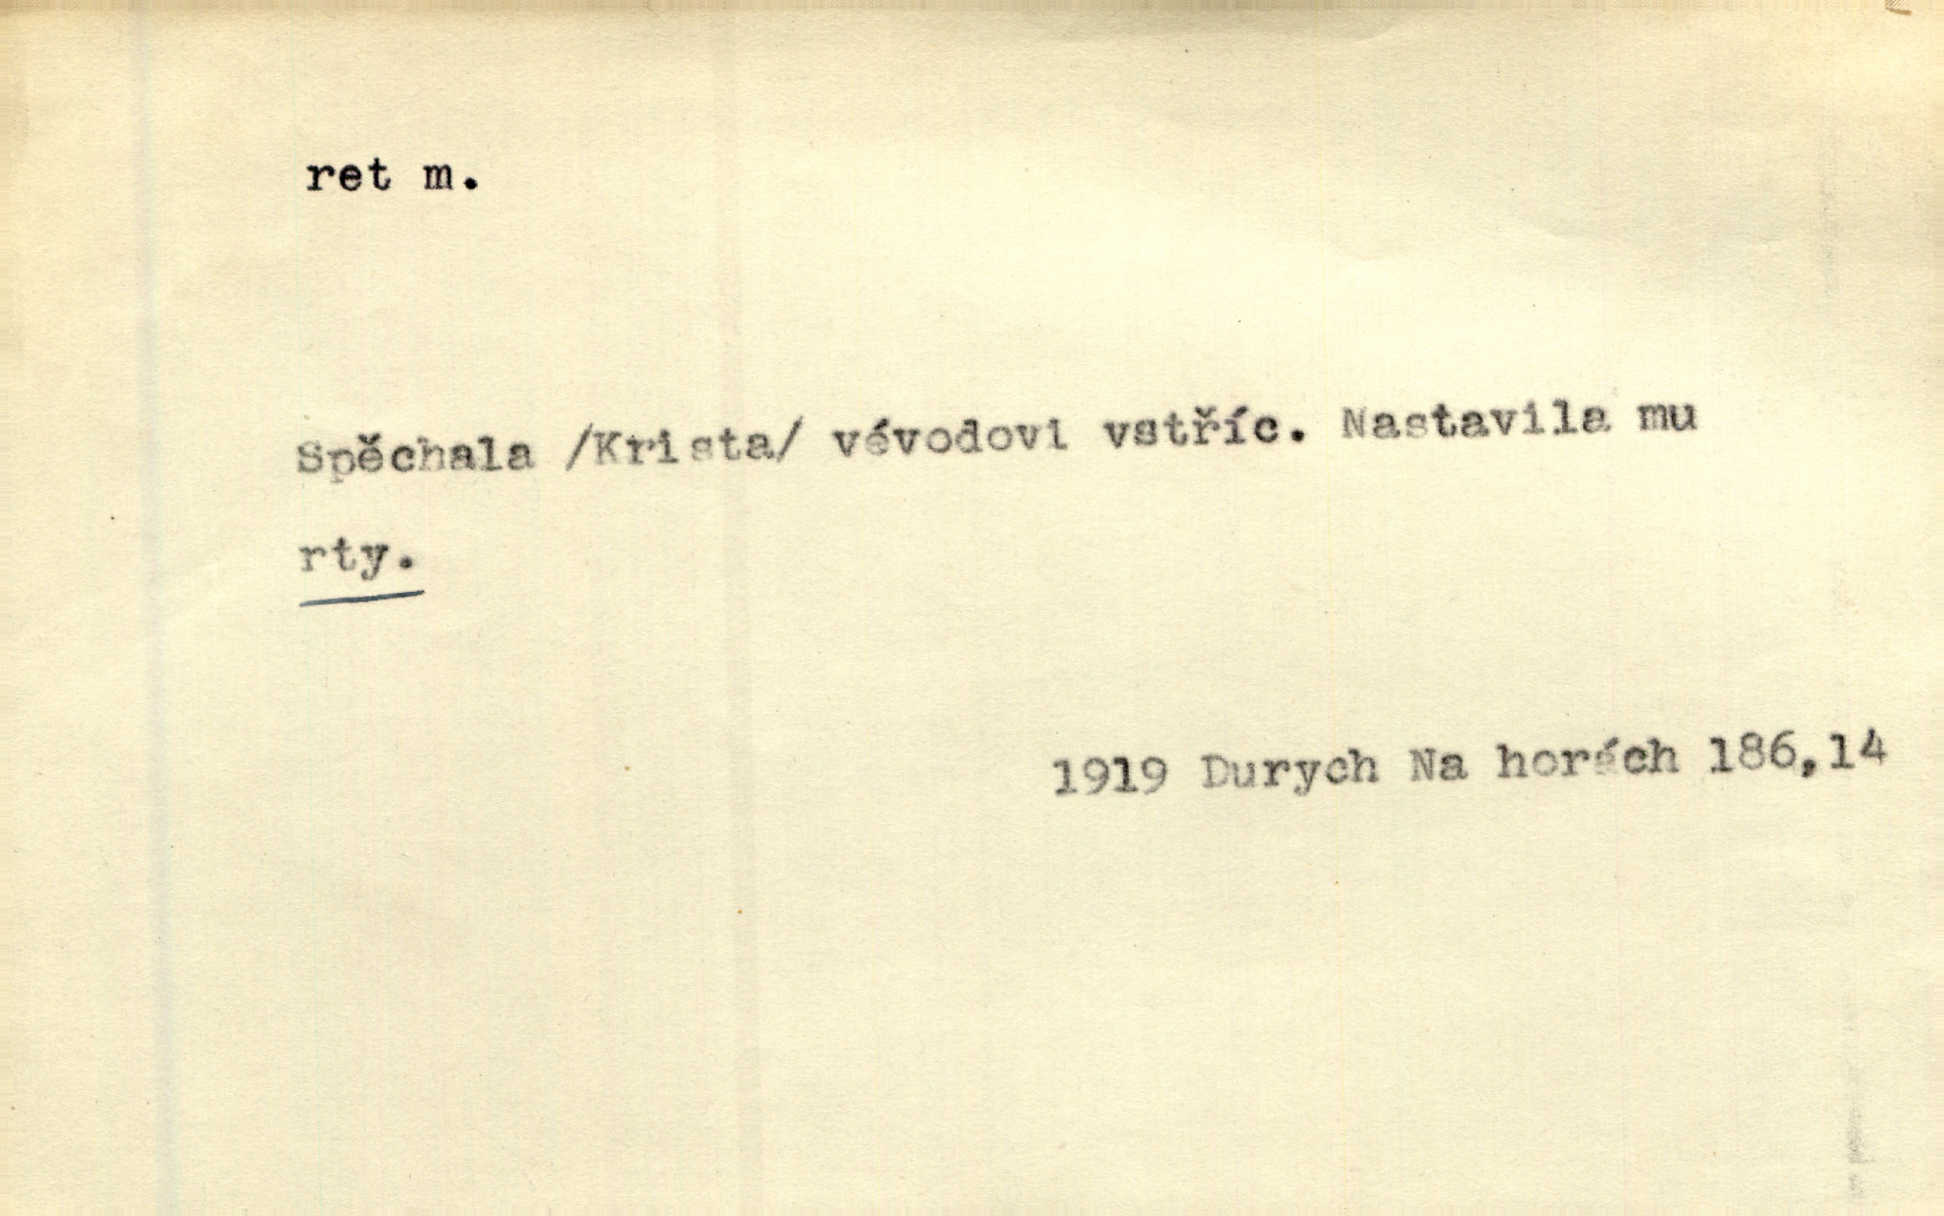 ret m.
Spěchala /Krista/ vévodovi vstříc. Nastavila mu
rty.
1919 Durych Na horách 186,14